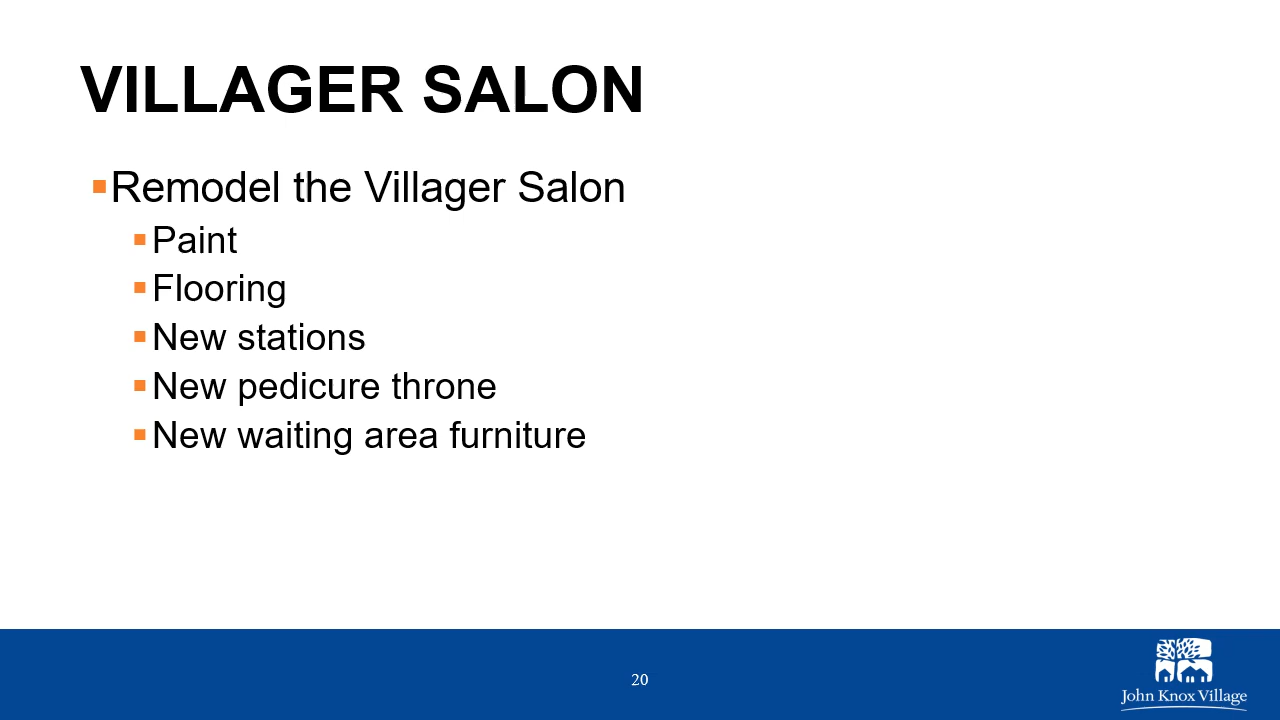 VILLAGER SALON
Remodel the Villager Salon
Paint
Flooring
New stations
New pedicure throne
New waiting area furniture
20
John Knox Village